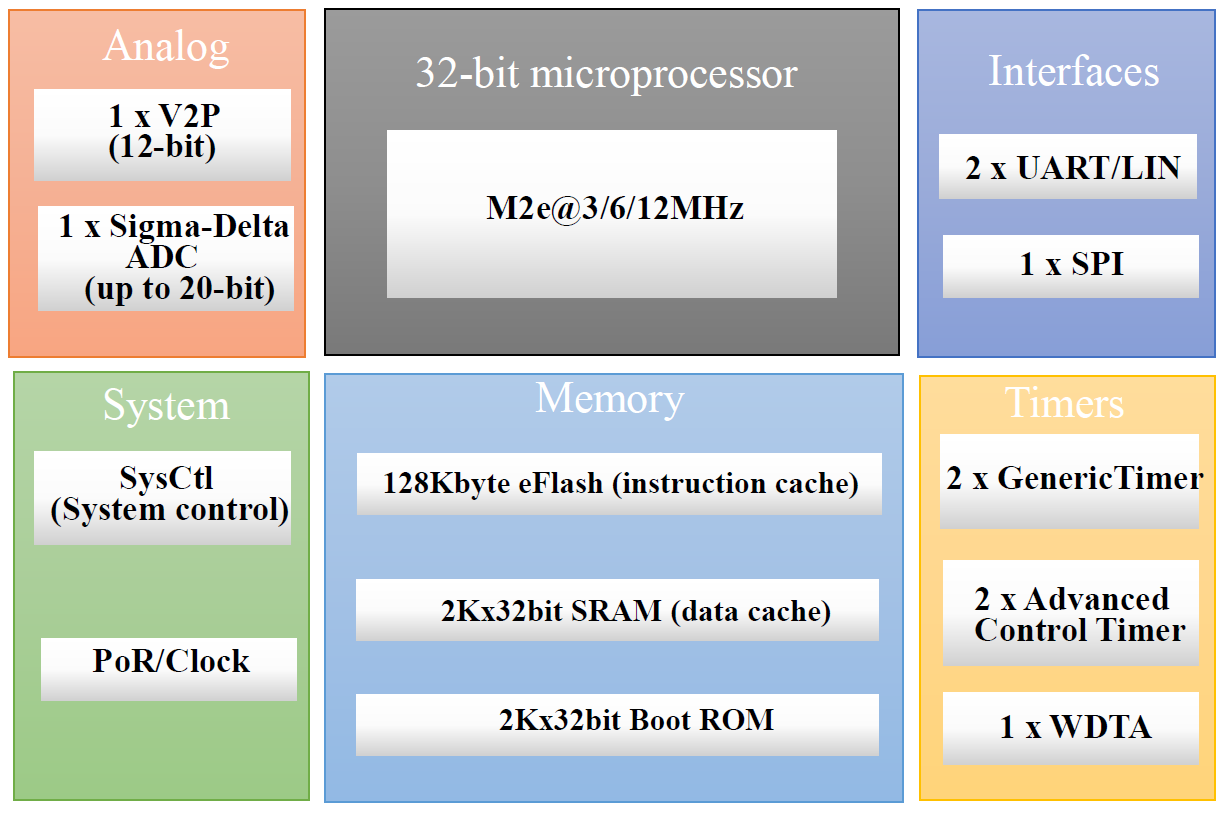 Analog
1 x V2P
(12-bit)
1 x Sigma-Delta
ADC
(up to 20-bit)
32-bit microprocessor
M2e@3/6/12MHz
Interfaces
2 x UART/LIN
1 x SPI
System
SysCtl
(System control)
PoR/Clock
Memory
128Kbyte eFlash (instruction cache)
2Kx32bit SRAM (data cache)
2Kx32bit Boot ROM
Timers
2 x GenericTimer
2 x Advanced
Control Timer
1 x WDTA